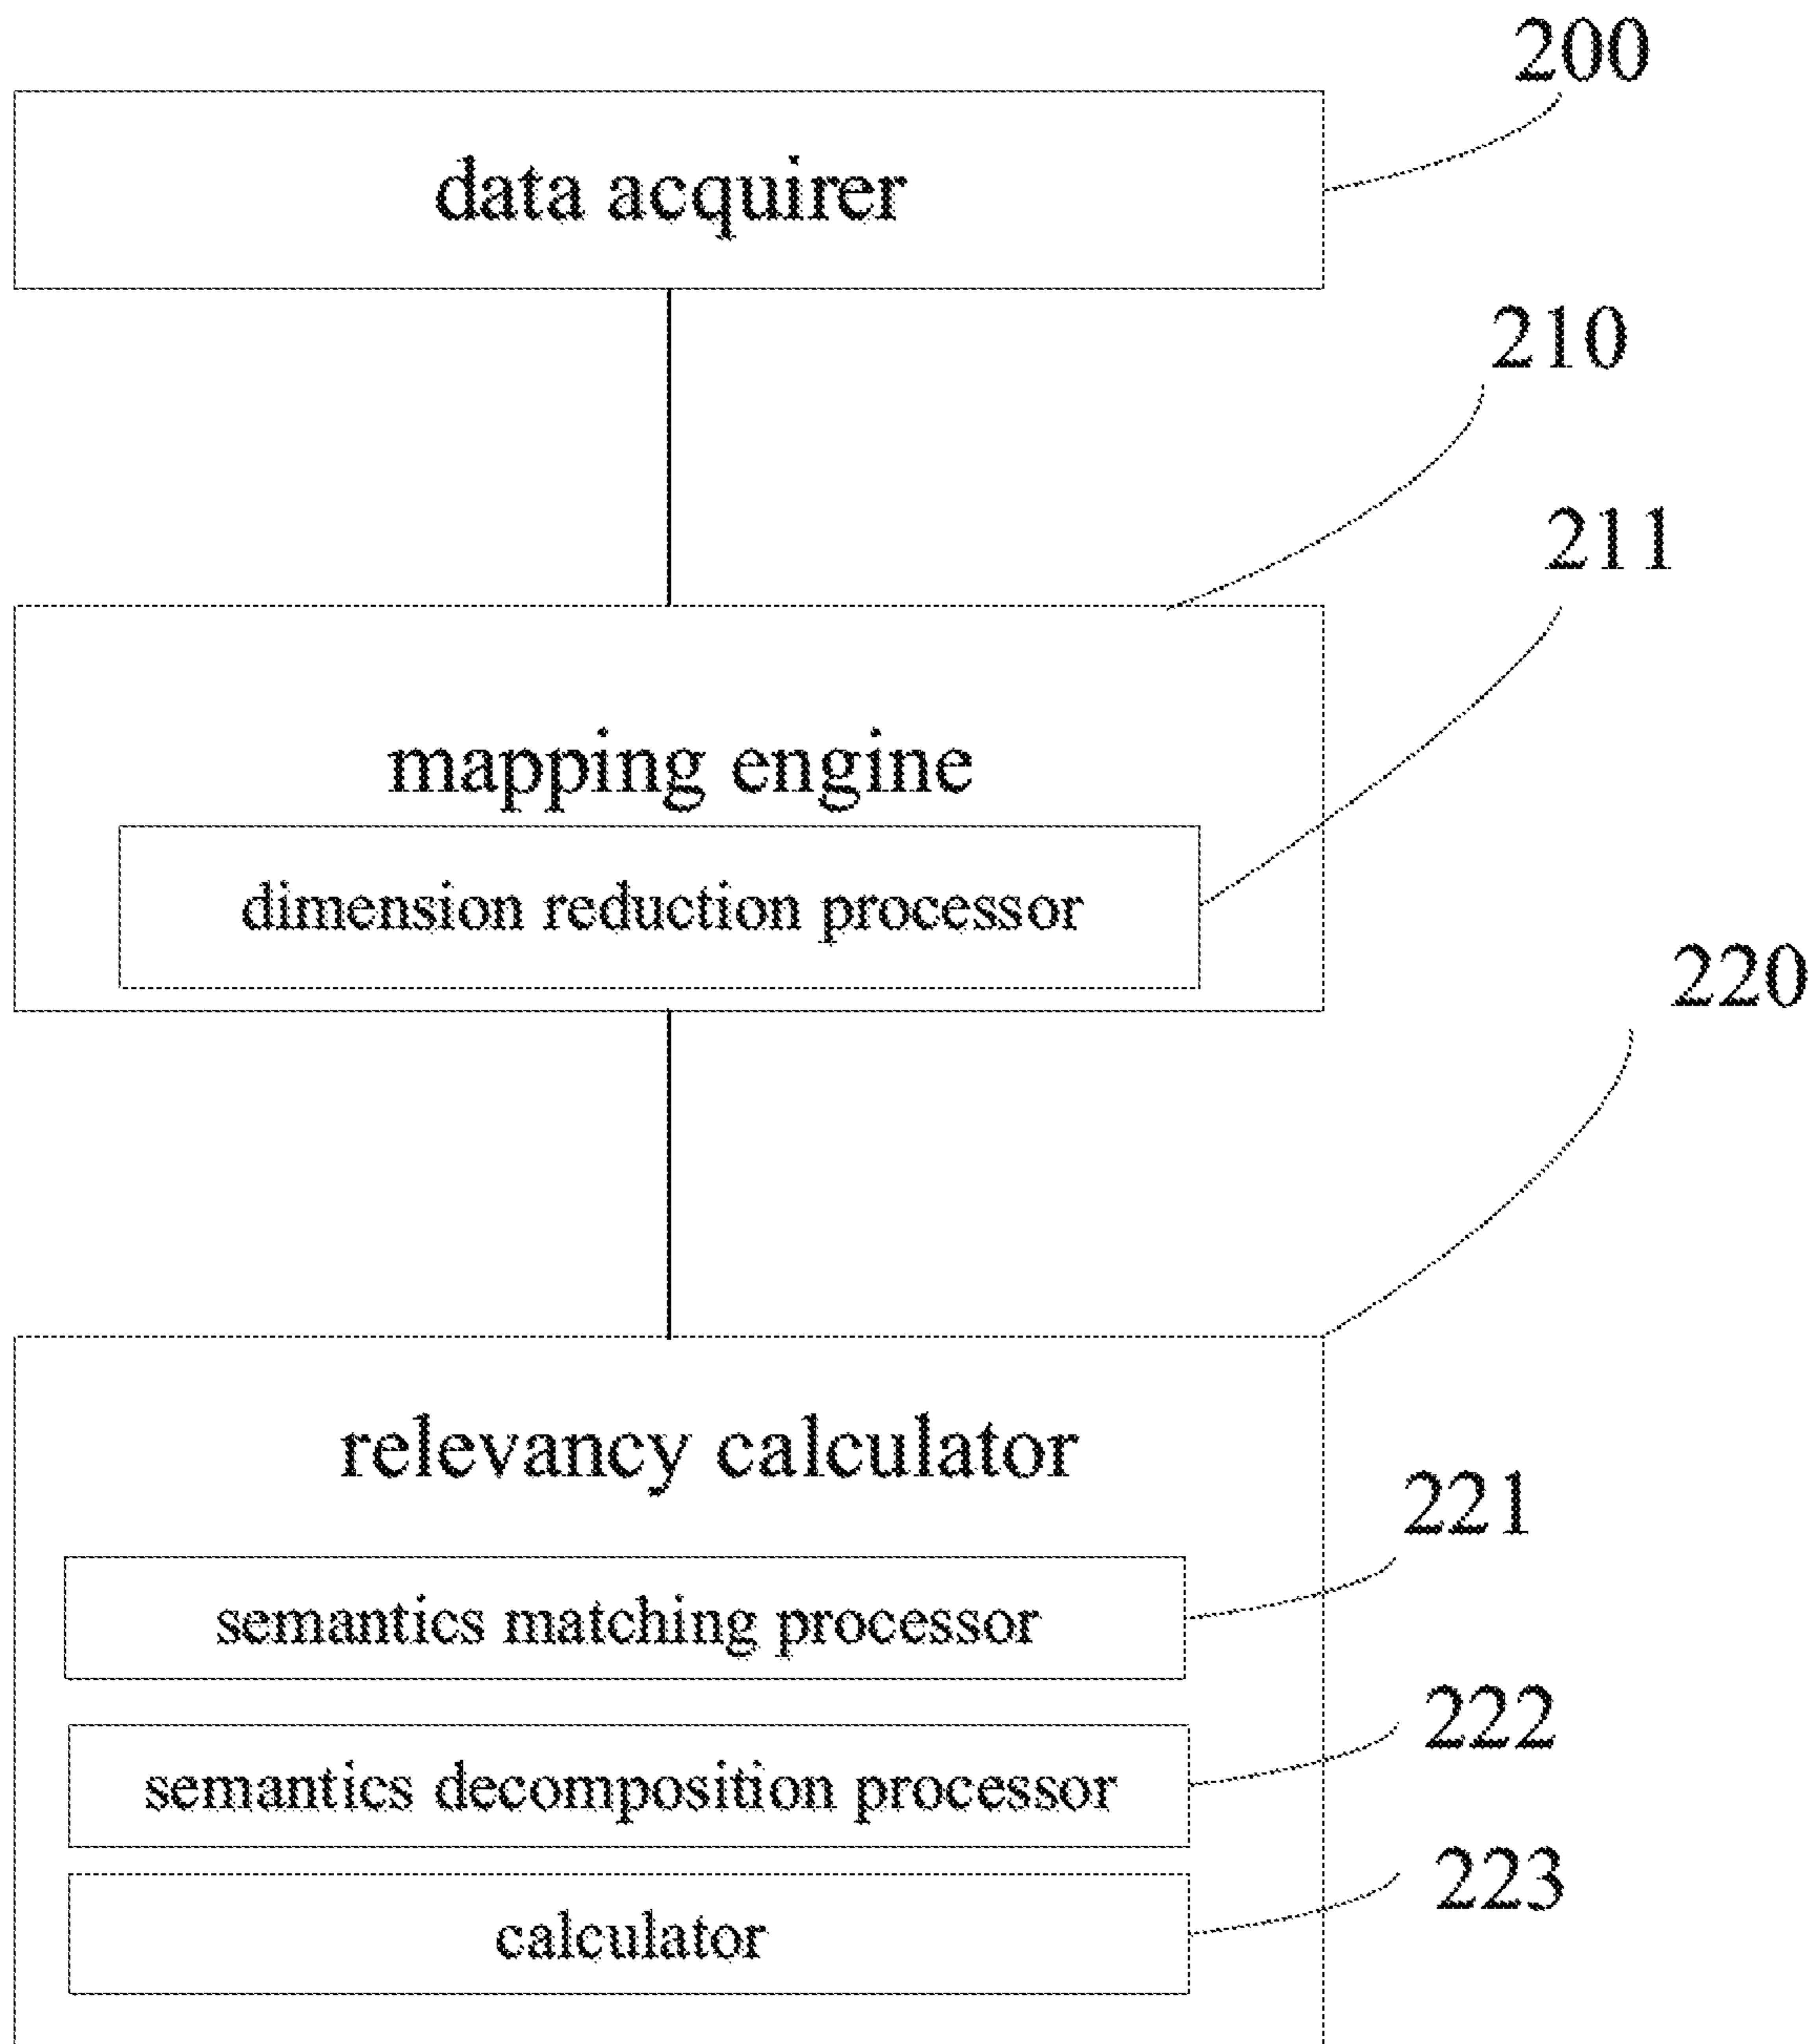 200
data acquirer
210
211
mapping engine
dimension reduction processor
220
relevancy calculator
221
semantics matching processor
222
semantics decomposition processor
223
calculator